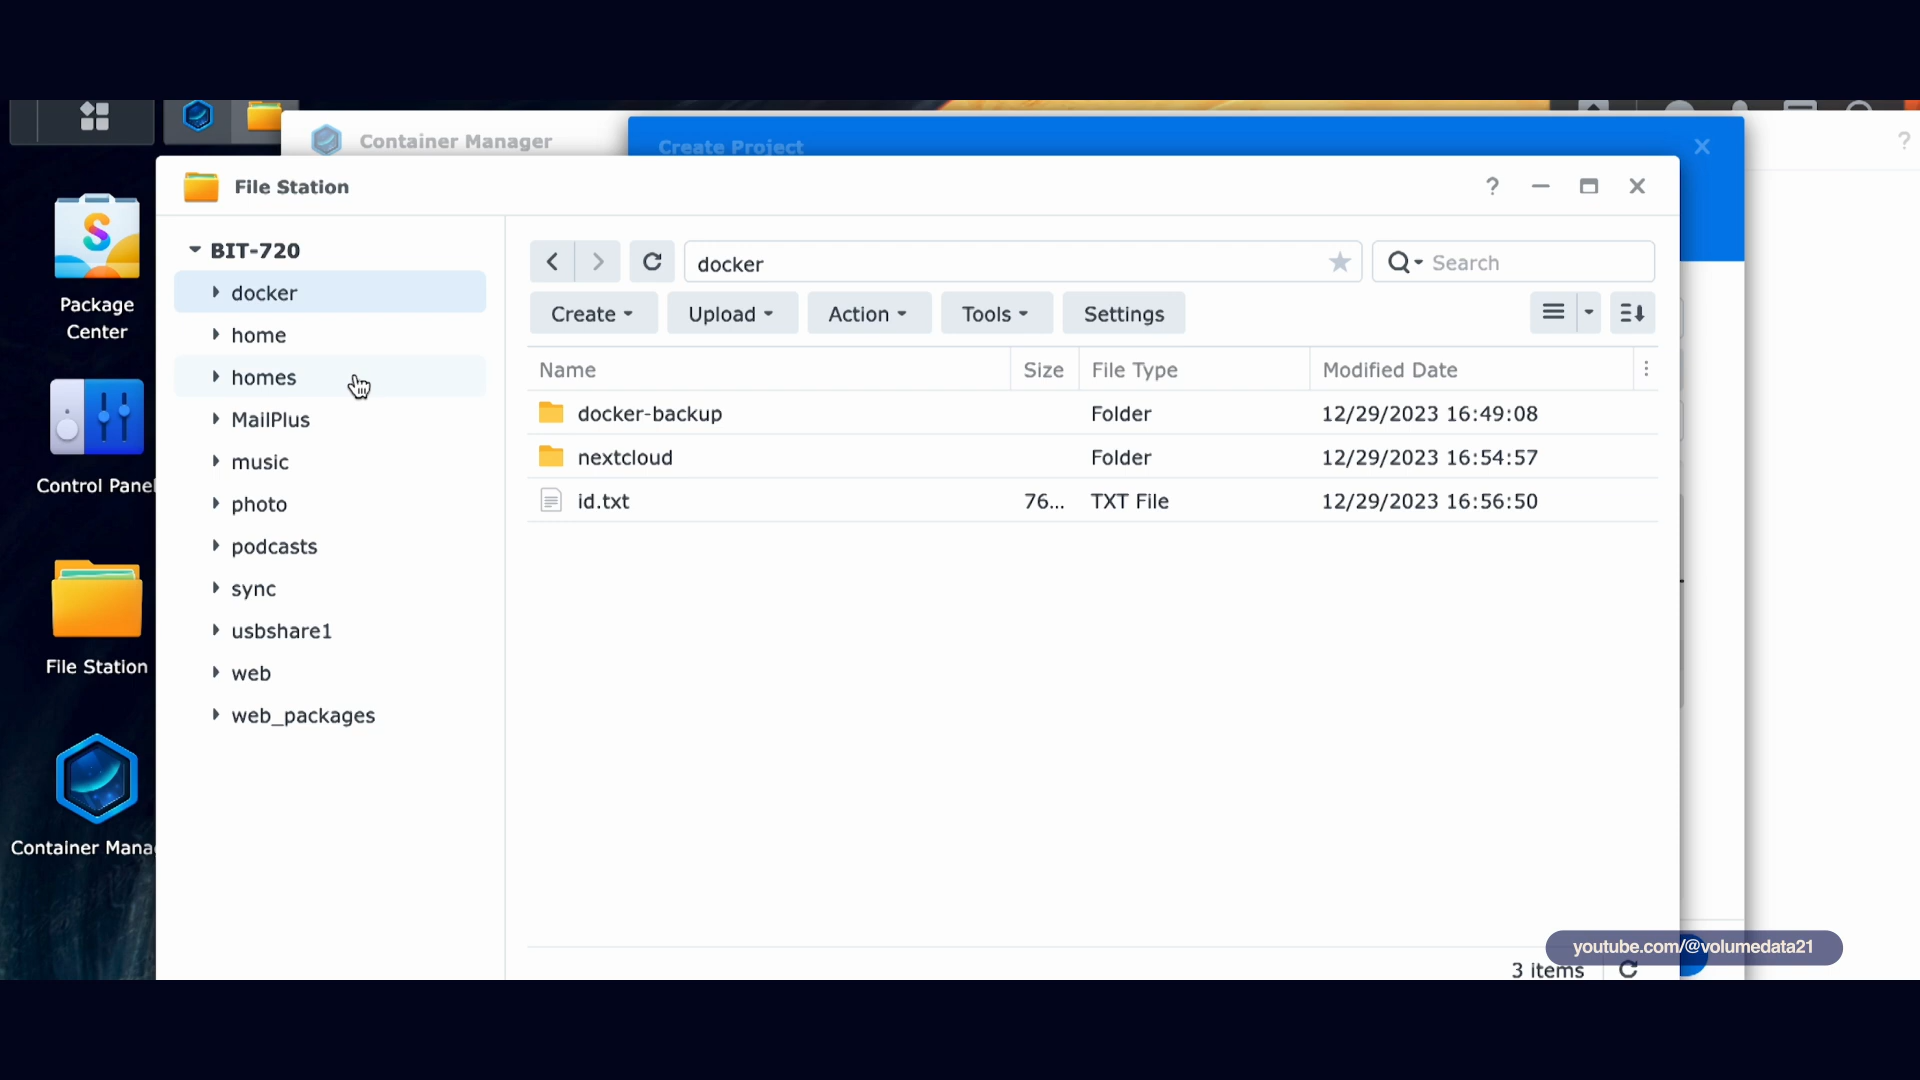 Container Manager
Create Project
?
File Station
?
Package
Center
Control Panel
File Station
Container Mana
BIT-720
docker
home
homes
MailPlus
music
photo
podcasts
sync
usbshare1
web
web_packages
docker
Search
Create
Upload
Action
Tools
Settings
Name Size File Type Modified Date
docker-backup Folder 12/29/2023 16:49:08
nextcloud Folder 12/29/2023 16:54:57
id.txt 76... TXT File 12/29/2023 16:56:50
youtube.com/@volumedata21
3 items